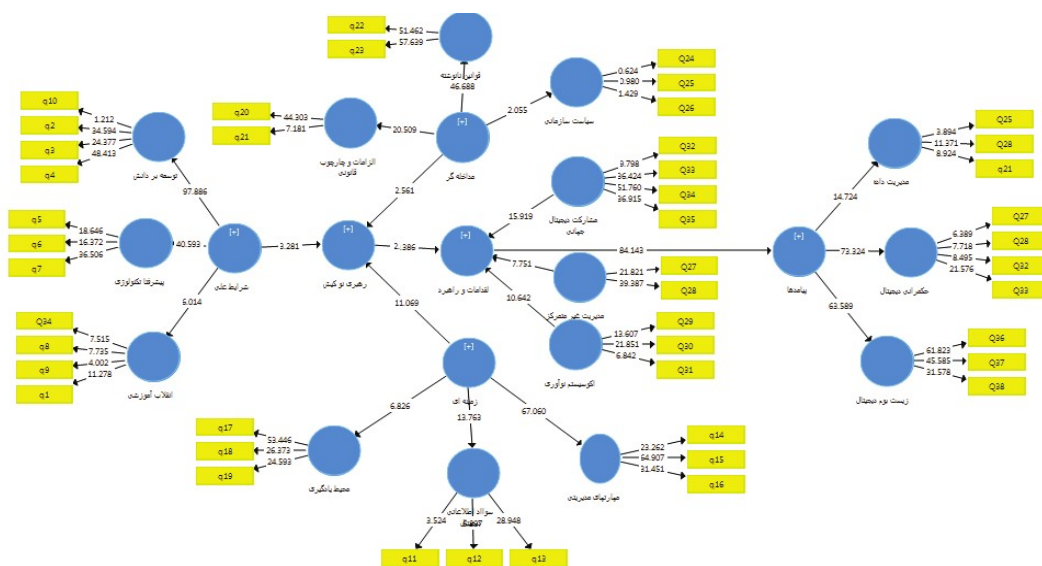 q22
51.462
q23
57.639
قوانین نانوشته
46.688
Q24
0.624
Q25
3.980
Q26
1.429
سیاست سازمانی
2.055
q20
44.303
q21
7.181
الزامات و چارچوب
قانونی
20.509
[+]
مداخله گر
2.561
q10
1.212
q2
34.594
q3
24.377
q4
48.413
توسعه بر دانش
97.886
q5
18.646
q6
16.372
q7
36.506
پیشرفتا تکنولوژی
40.593
[+]
شرایط علی
3.281
[+]
رهبری نو کیش
[+]
اقدامات و راهبرد
Q32
9.798
Q33
36.424
Q34
51.760
Q35
36.915
مشارکت دیجیتال
جهانی
15.919
Q27
21.821
Q28
39.387
مدیریت غیر متمرکز
7.751
Q29
13.607
Q30
21.851
Q31
6.842
اکوسیستم نوآوری
10.642
84.143
[+]
پیامدها
Q25
3.894
Q28
11.371
q21
8.924
مدیریت داده
14.724
Q27
6.389
Q28
7.718
Q32
8.495
Q33
21.576
حکمرانی دیجیتال
73.324
Q36
61.823
Q37
45.585
Q38
31.578
زیست بوم دیجیتال
63.589
Q34
7.515
q8
7.735
q9
4.002
q1
11.278
انقلاب آموزشی
11.069
[+]
زمینه ای
6.826
13.763
67.060
q17
53.446
q18
26.373
q19
24.593
محیط یادگیری
سواد اطلاعاتی
3.524
28.948
q11
q12
q13
q14
23.262
q15
q16
31.451
مهارتهای مدیریتی